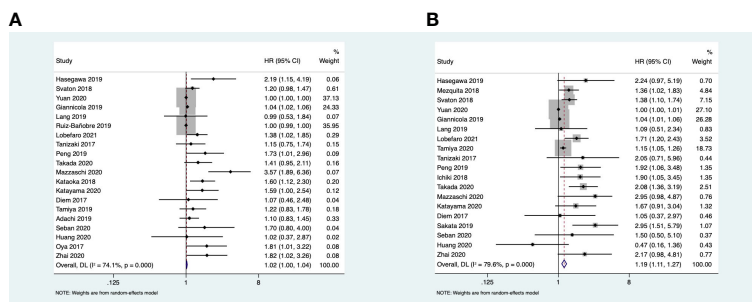 A
%
Study HR (95% CI) Weight
Hasegawa 2019 2.19 (1.15, 4.19) 0.06
Svaton 2018 1.20 (0.98, 1.47) 0.61
Yuan 2020 1.00 (1.00, 1.00) 37.13
Giannicola 2019 1.04 (1.02, 1.06) 24.33
Lang 2019 0.99 (0.53, 1.84) 0.07
Ruiz-Bañobre 2019 1.00 (0.99, 1.00) 35.95
Lobefaro 2021 1.38 (1.02, 1.85) 0.29
Tanizaki 2017 1.15 (0.75, 1.74) 0.15
Peng 2019 1.73 (1.01, 2.96) 0.09
Takada 2020 1.41 (0.95, 2.11) 0.16
Mazzaschi 2020 3.57 (1.89, 6.36) 0.07
Kataoka 2018 1.60 (1.12, 2.30) 0.20
Katayama 2020 1.59 (1.00, 2.54) 0.12
Diem 2017 1.07 (0.46, 2.48) 0.04
Tamiya 2019 1.22 (0.83, 1.78) 0.18
Adachi 2019 1.10 (0.83, 1.45) 0.33
Seban 2020 1.70 (0.80, 4.00) 0.04
Huang 2020 1.02 (0.37, 2.87) 0.02
Oya 2017 1.81 (1.01, 3.22) 0.08
Zhai 2020 1.82 (1.02, 3.26) 0.08
Overall, DL (I² = 74.1%, p = 0.000) 1.02 (1.00, 1.04) 100.00
.125 1 8
NOTE: Weights are from random-effects model
B
%
Study HR (95% CI) Weight
Hasegawa 2019 2.24 (0.97, 5.19) 0.70
Mezquita 2018 1.36 (1.02, 1.83) 4.84
Svaton 2018 1.38 (1.10, 1.74) 7.15
Yuan 2020 1.00 (1.00, 1.01) 27.10
Giannicola 2019 1.04 (1.01, 1.06) 26.28
Lang 2019 1.09 (0.51, 2.34) 0.83
Lobefaro 2021 1.71 (1.20, 2.43) 3.52
Tamiya 2020 1.15 (1.05, 1.26) 18.73
Tanizaki 2017 2.05 (0.71, 5.96) 0.44
Peng 2019 1.92 (1.06, 3.48) 1.35
Ichiki 2018 1.90 (1.05, 3.45) 1.35
Takada 2020 2.08 (1.36, 3.19) 2.51
Mazzaschi 2020 2.95 (0.98, 4.87) 0.76
Katayama 2020 1.67 (0.91, 3.04) 1.32
Diem 2017 1.05 (0.37, 2.97) 0.46
Sakata 2019 2.95 (1.51, 5.79) 1.07
Seban 2020 1.50 (0.50, 5.10) 0.37
Huang 2020 0.47 (0.16, 1.36) 0.43
Zhai 2020 2.17 (0.98, 4.81) 0.77
Overall, DL (I² = 79.6%, p = 0.000) 1.19 (1.11, 1.27) 100.00
.125 1 8
NOTE: Weights are from random-effects model